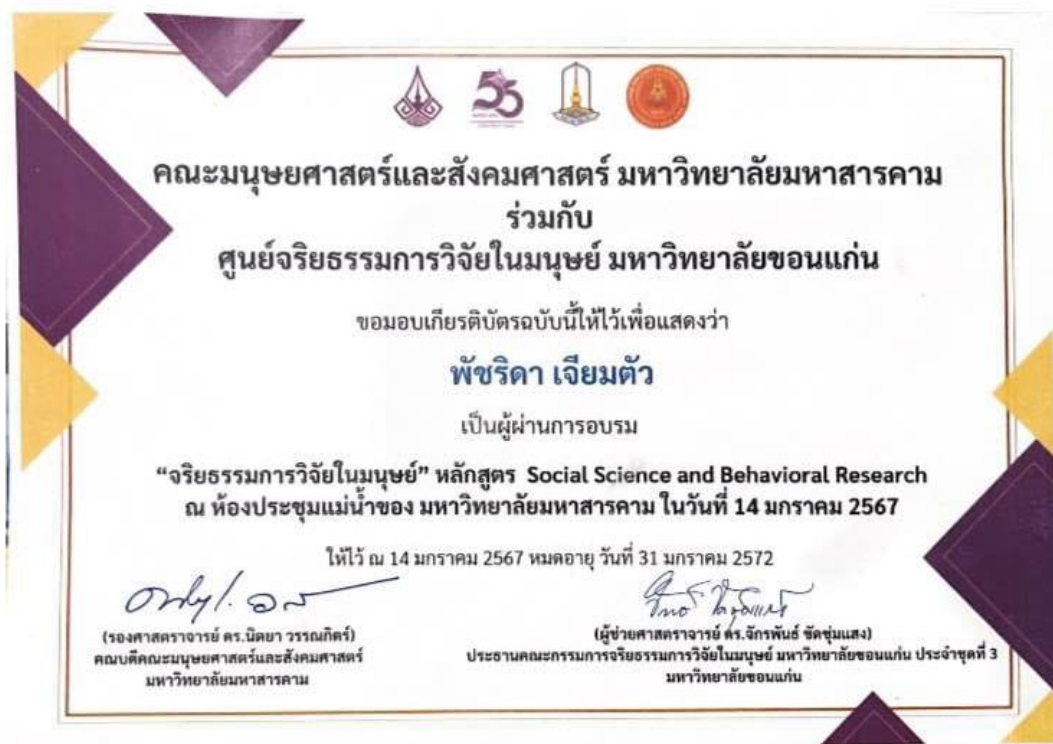 55
คณะมนุษยศาสตร์และสังคมศาสตร์ มหาวิทยาลัยมหาสารคาม
ร่วมกับ
ศูนย์จริยธรรมการวิจัยในมนุษย์ มหาวิทยาลัยขอนแก่น
ขอมอบเกียรติบัตรฉบับนี้ให้ไว้เพื่อแสดงว่า
พัชริดา เจียมตัว
เป็นผู้ผ่านการอบรม
“จริยธรรมการวิจัยในมนุษย์” หลักสูตร Social Science and Behavioral Research
ณ ห้องประชุมแม่น้ำของ มหาวิทยาลัยมหาสารคาม ในวันที่ 14 มกราคม 2567
ให้ไว้ ณ 14 มกราคม 2567 หมดอายุ วันที่ 31 มกราคม 2572
(รองศาสตราจารย์ ดร.นิตยา วรรณกิตร์)
คณบดีคณะมนุษยศาสตร์และสังคมศาสตร์
มหาวิทยาลัยมหาสารคาม
(ผู้ช่วยศาสตราจารย์ ดร.จักรพันธ์ ขัดชุ่มแสง)
ประธานคณะกรรมการจริยธรรมการวิจัยในมนุษย์ มหาวิทยาลัยขอนแก่น ประจำชุดที่ 3
มหาวิทยาลัยขอนแก่น